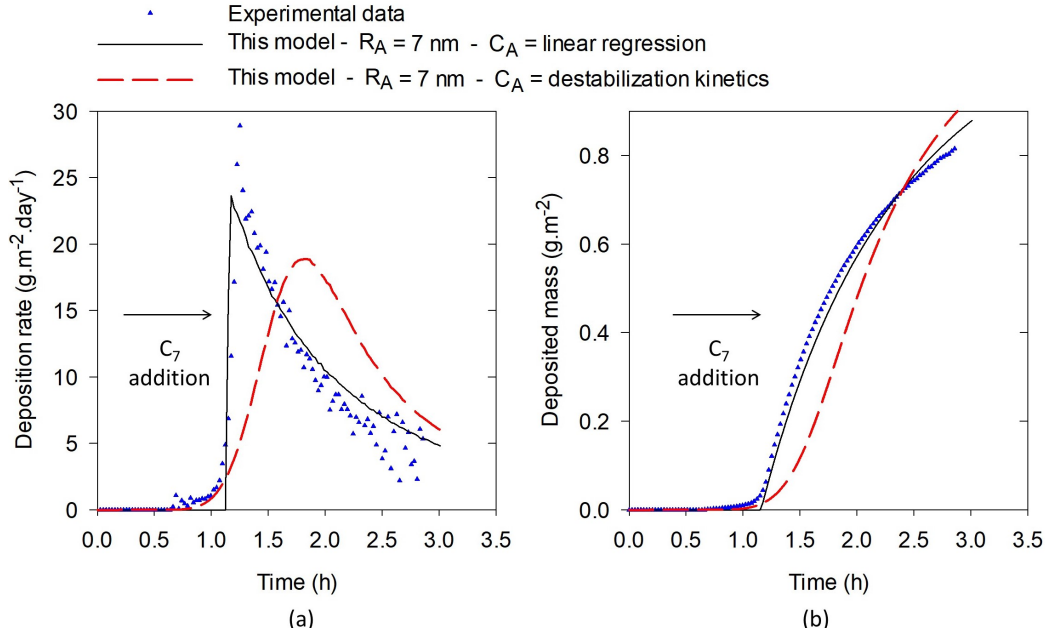 Experimental data
This model - R_A = 7 nm - C_A = linear regression
This model - R_A = 7 nm - C_A = destabilization kinetics
30
25
20
15
10
5
0
Deposition rate (g.m⁻².day⁻¹)
C₇
addition
0.0 0.5 1.0 1.5 2.0 2.5 3.0 3.5
Time (h)
(a)
0.8
0.6
0.4
0.2
0.0
Deposited mass (g.m⁻²)
C₇
addition
0.0 0.5 1.0 1.5 2.0 2.5 3.0 3.5
Time (h)
(b)